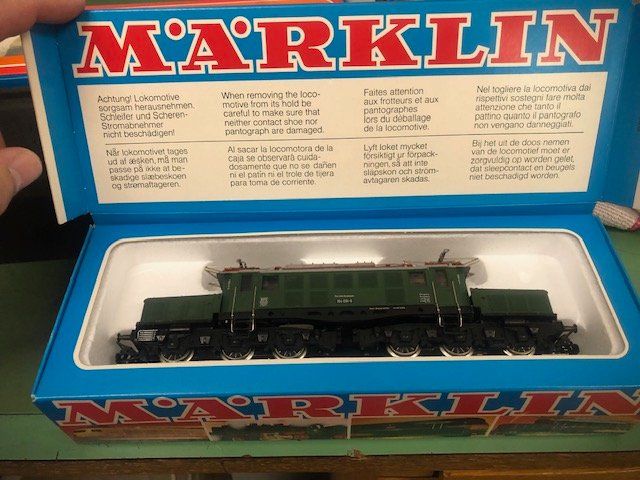 MÄRKLIN
Achtung! Lokomotive
sorgsam herausnehmen,
Schleifer und Scheren-
Stromabnehmer
nicht beschädigen!
When removing the loco-
motive from its hold be
careful to make sure that
neither contact shoe nor
pantograph are damaged.
Faites attention
aux frotteurs et aux
pantographes
lors du déballage
de la locomotive.
Nel togliere la locomotiva dai
rispettivi sostegni fare molta
attenzione che tanto il
pattino quanto il pantografo
non vengano danneggiati.
Når lokomotivet tages
ud af æsken, må man
passe på ikke at be-
skadige slæbeskoen
og strømaftageren.
Al sacar la locomotora de la
caja se observará cuida-
dosamente que no se dañen
ni el patin ni el trole de tijera
para toma de corriente.
Lyft loket mycket
försiktigt ur förpack-
ningen, så att inte
släpskon och ström-
avtagaren skadas.
Bij het uit de doos nemen
van de locomotief moet er
zorgvuldig op worden gelet,
dat sleepcontact en beugels
niet beschadigd worden.
MÄRKLIN